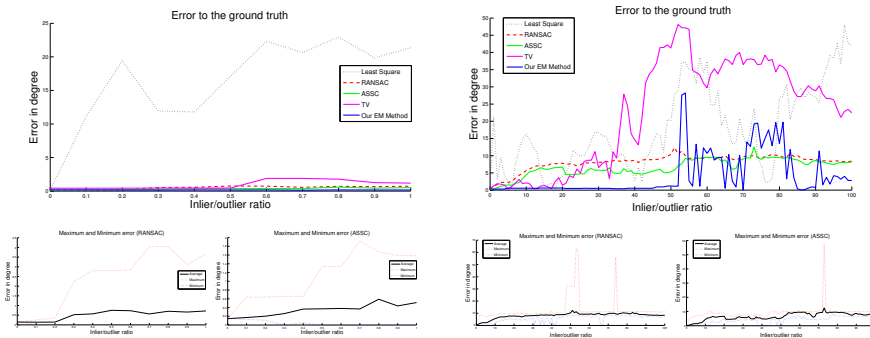 Error to the ground truth
Error in degree
25
20
15
10
5
0
Least Square
RANSAC
ASSC
TV
Our EM Method
0 0.1 0.2 0.3 0.4 0.5 0.6 0.7 0.8 0.9 1
Inlier/outlier ratio
Error to the ground truth
Error in degree
50
45
40
35
30
25
20
15
10
5
0
Least Square
RANSAC
ASSC
TV
Our EM Method
0 10 20 30 40 50 60 70 80 90 100
Inlier/outlier ratio
Maximum and Minimum error (RANSAC)
Error in degree
Average
Maximum
Minimum
Inlier/outlier ratio
Maximum and Minimum error (ASSC)
Error in degree
Average
Maximum
Minimum
Inlier/outlier ratio
Maximum and Minimum error (RANSAC)
Error in degree
Average
Maximum
Minimum
Inlier/outlier ratio
Maximum and Minimum error (ASSC)
Error in degree
Average
Maximum
Minimum
Inlier/outlier ratio